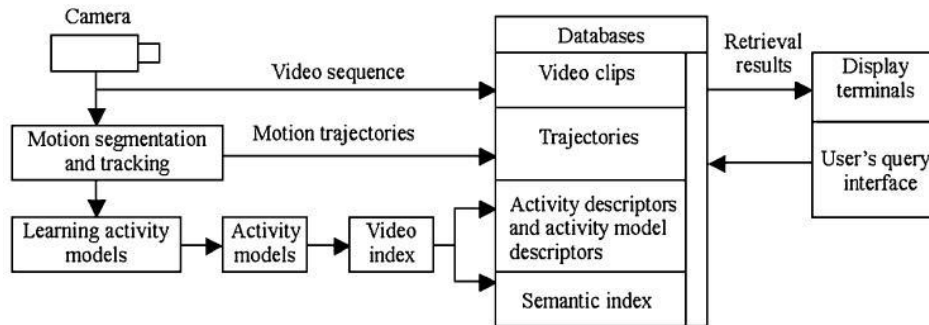 Camera
Databases
Retrieval
results
Video sequence
Video clips
Display
terminals
Motion segmentation
and tracking
Motion trajectories
Trajectories
User's query
interface
Learning activity
models
Activity
models
Video
index
Activity descriptors
and activity model
descriptors
Semantic index